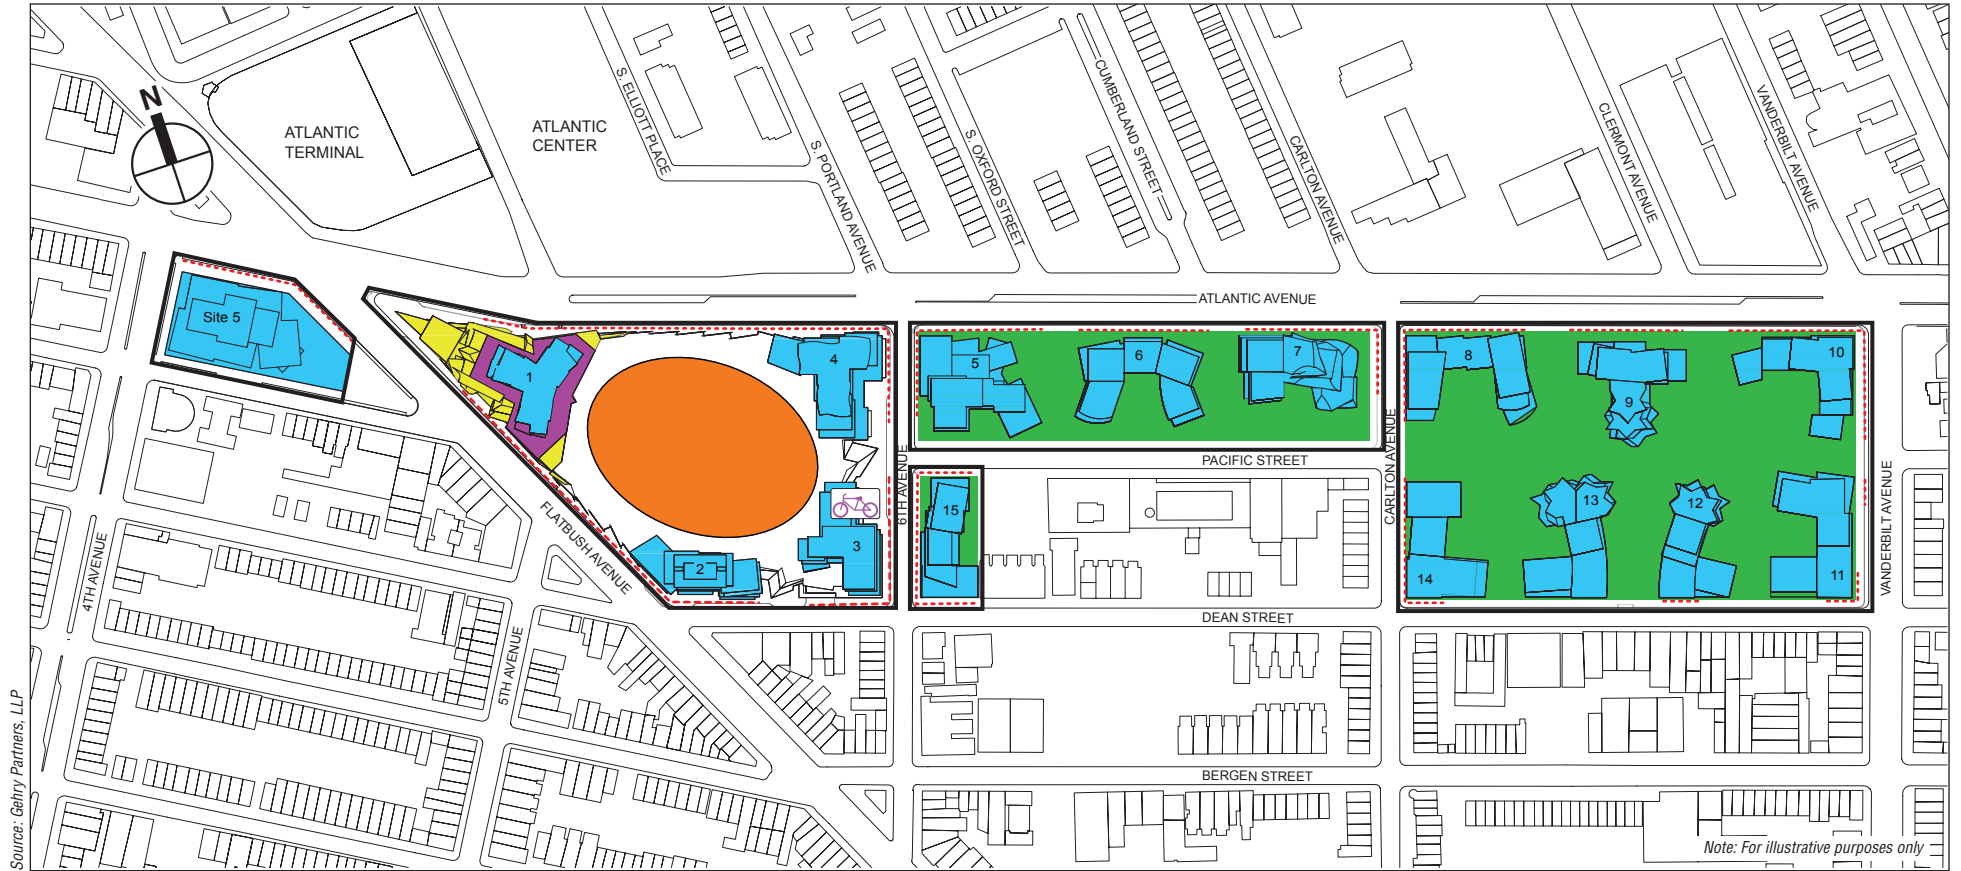 N
ATLANTIC
TERMINAL
ATLANTIC
CENTER
S. ELLIOTT PLACE
S. PORTLAND AVENUE
S. OXFORD STREET
CUMBERLAND STREET
CARLTON AVENUE
CLERMONT AVENUE
VANDERBILT AVENUE
ATLANTIC AVENUE
Site 5
1
4
5
6
7
8
9
10
PACIFIC STREET
6TH AVENUE
CARLTON AVENUE
VANDERBILT AVENUE
15
13
12
3
2
14
11
FLATBUSH AVENUE
4TH AVENUE
5TH AVENUE
DEAN STREET
BERGEN STREET
Source: Gehry Partners, LLP
Note: For illustrative purposes only